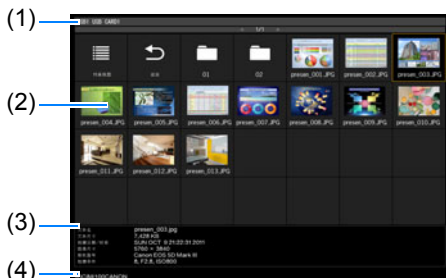 (1)
USB CARD1
1/1
01
02
presen_001.JPG
presen_002.JPG
presen_003.JPG
(2)
presen_004.JPG
presen_005.JPG
presen_006.JPG
presen_007.JPG
presen_008.JPG
presen_009.JPG
presen_010.JPG
presen_011.JPG
presen_012.JPG
presen_013.JPG
(3)
presen_003.jpg
7,428 KB
SUN OCT 9 21:22:31 2011
5760 × 3840
Canon EOS 5D Mark III
F2.8, ISO800
(4)
100CANON